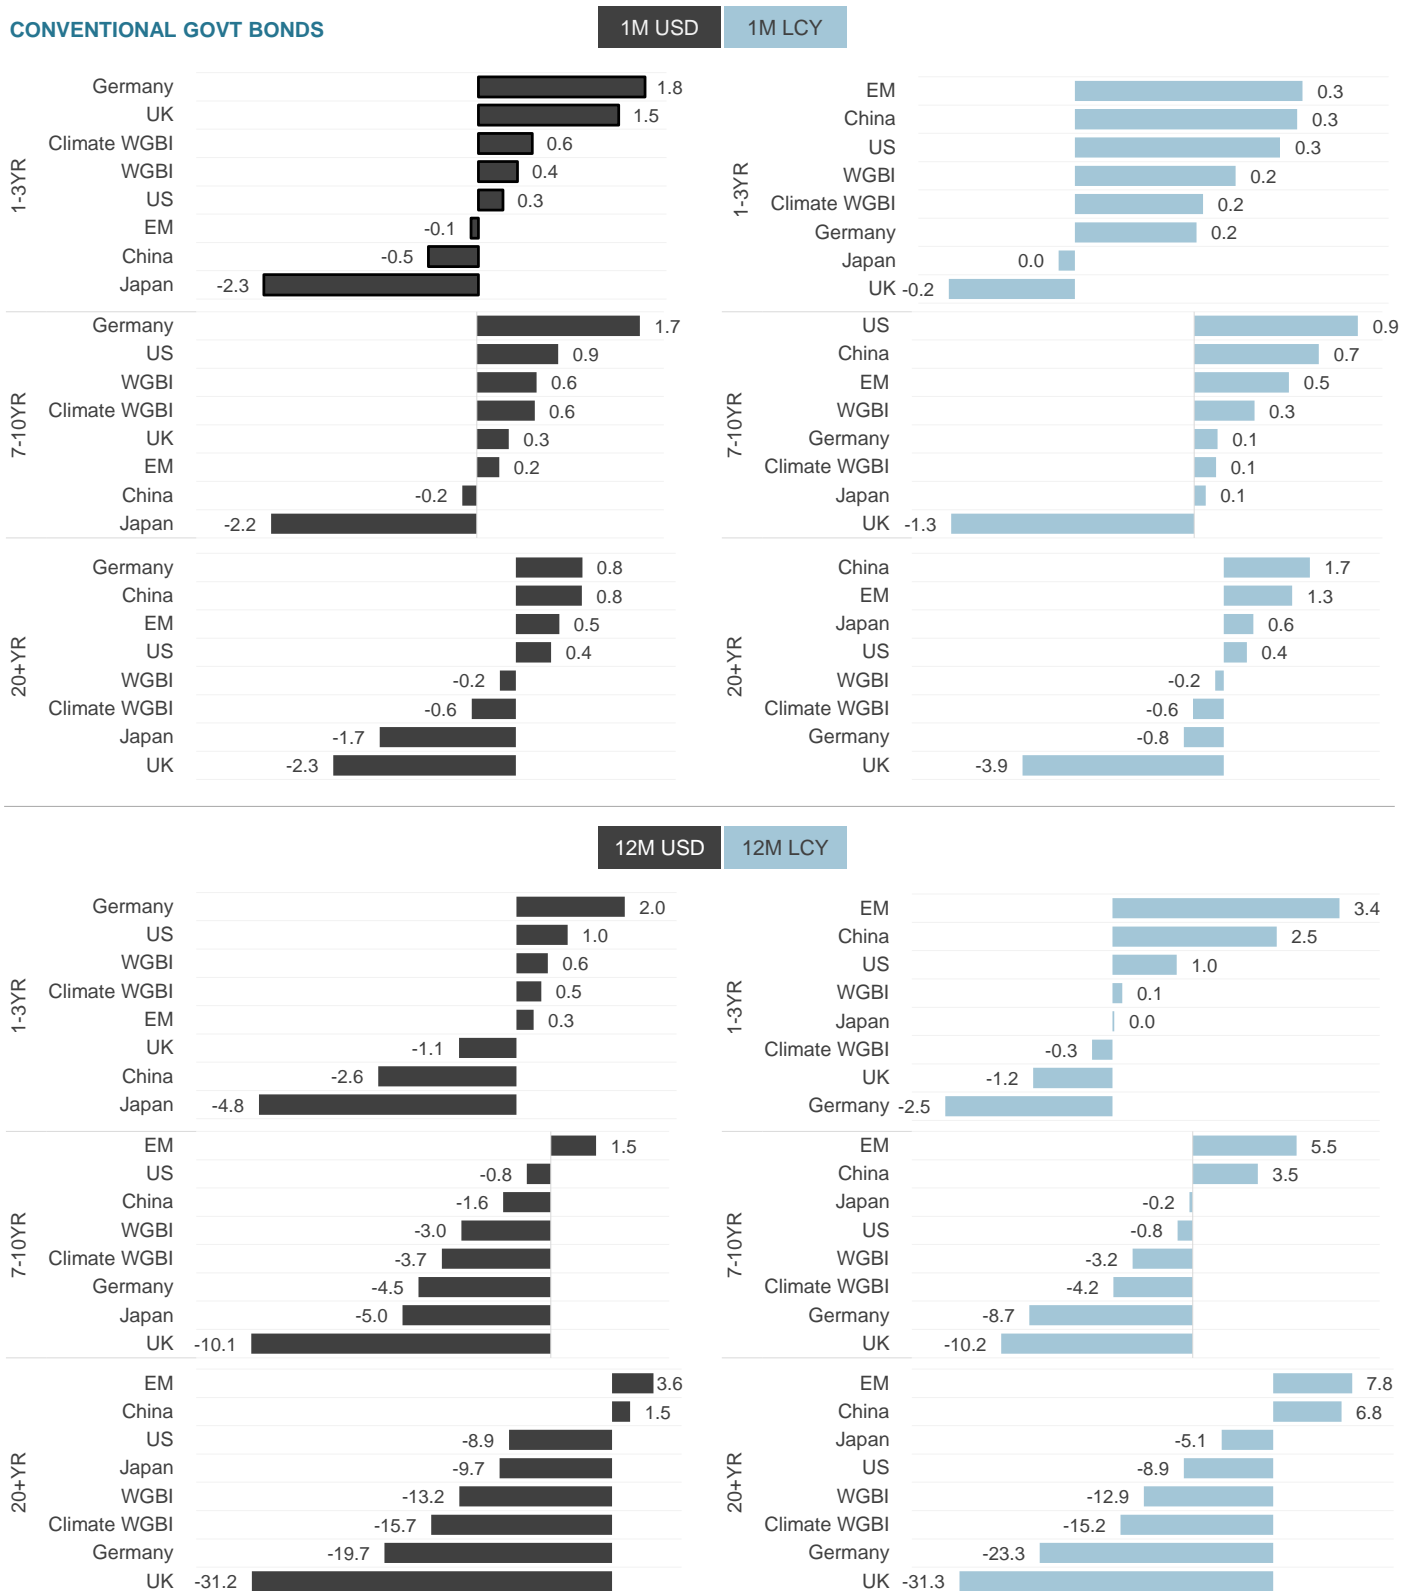 CONVENTIONAL GOVT BONDS
1M USD 1M LCY
1-3YR
Germany 1.8
UK 1.5
Climate WGBI 0.6
WGBI 0.4
US 0.3
EM -0.1
China -0.5
Japan -2.3
1-3YR
EM 0.3
China 0.3
US 0.3
WGBI 0.2
Climate WGBI 0.2
Germany 0.2
Japan 0.0
UK -0.2
7-10YR
Germany 1.7
US 0.9
WGBI 0.6
Climate WGBI 0.6
UK 0.3
EM 0.2
China -0.2
Japan -2.2
7-10YR
US 0.9
China 0.7
EM 0.5
WGBI 0.3
Germany 0.1
Climate WGBI 0.1
Japan 0.1
UK -1.3
20+YR
Germany 0.8
China 0.8
EM 0.5
US 0.4
WGBI -0.2
Climate WGBI -0.6
Japan -1.7
UK -2.3
20+YR
China 1.7
EM 1.3
Japan 0.6
US 0.4
WGBI -0.2
Climate WGBI -0.6
Germany -0.8
UK -3.9
12M USD 12M LCY
1-3YR
Germany 2.0
US 1.0
WGBI 0.6
Climate WGBI 0.5
EM 0.3
UK -1.1
China -2.6
Japan -4.8
1-3YR
EM 3.4
China 2.5
US 1.0
WGBI 0.1
Japan 0.0
Climate WGBI -0.3
UK -1.2
Germany -2.5
7-10YR
EM 1.5
US -0.8
China -1.6
WGBI -3.0
Climate WGBI -3.7
Germany -4.5
Japan -5.0
UK -10.1
7-10YR
EM 5.5
China 3.5
Japan -0.2
US -0.8
WGBI -3.2
Climate WGBI -4.2
Germany -8.7
UK -10.2
20+YR
EM 3.6
China 1.5
US -8.9
Japan -9.7
WGBI -13.2
Climate WGBI -15.7
Germany -19.7
UK -31.2
20+YR
EM 7.8
China 6.8
Japan -5.1
US -8.9
WGBI -12.9
Climate WGBI -15.2
Germany -23.3
UK -31.3